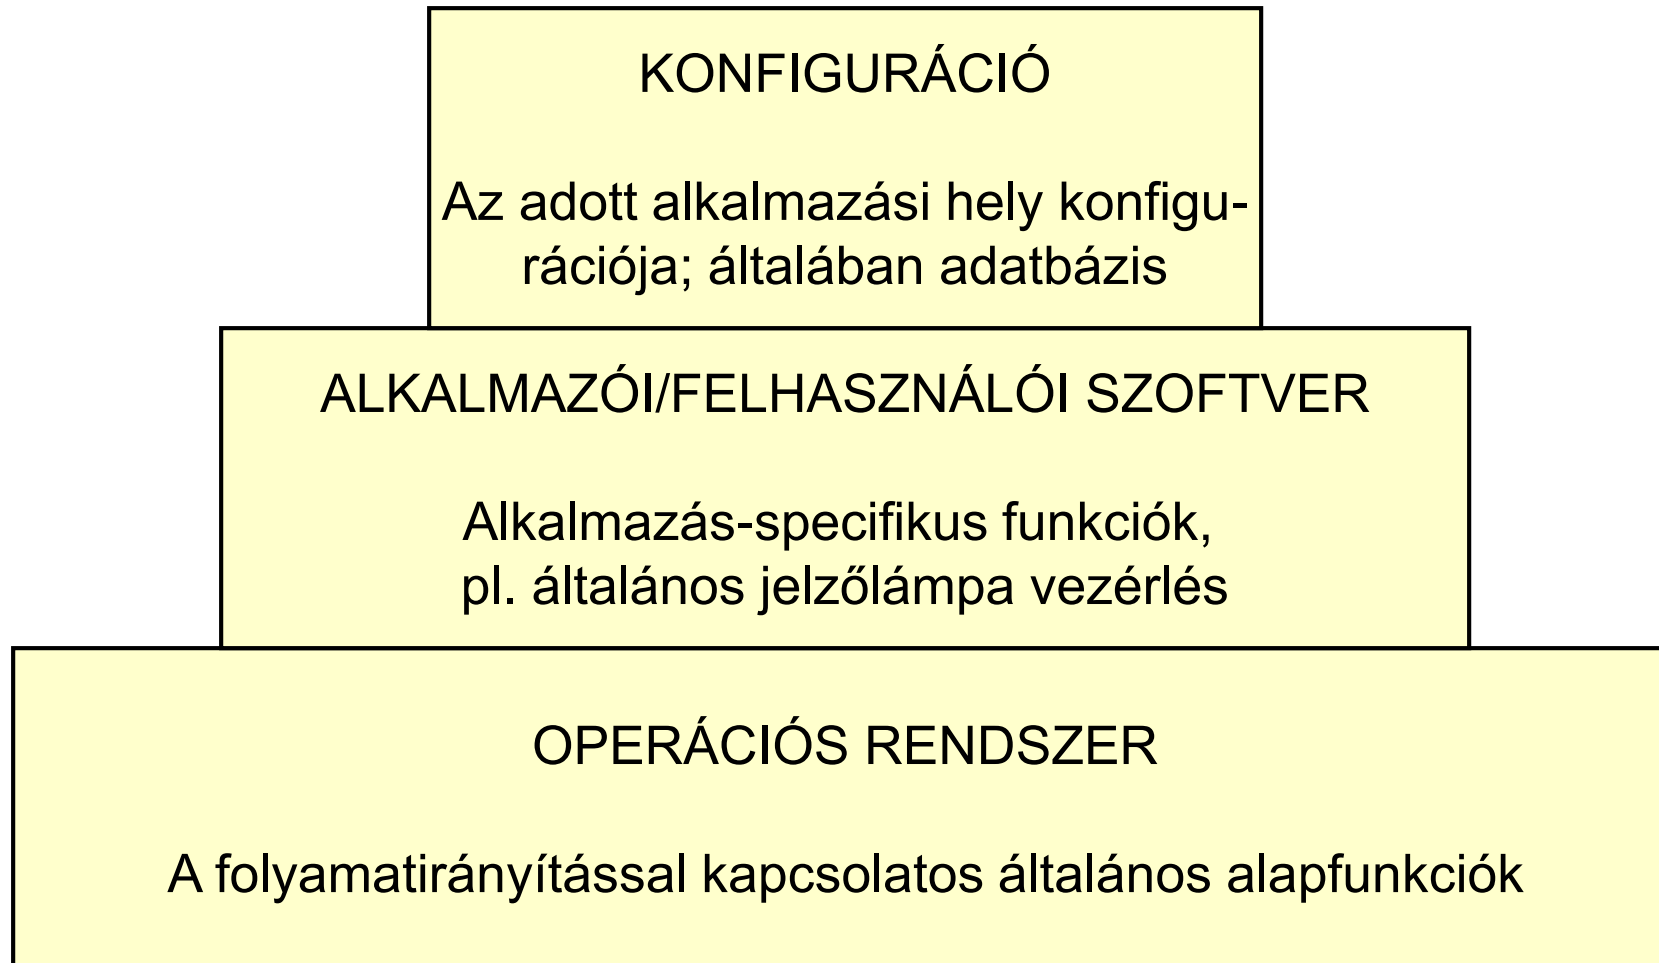 KONFIGURÁCIÓ
Az adott alkalmazási hely konfigu-
rációja; általában adatbázis
ALKALMAZÓI/FELHASZNÁLÓI SZOFTVER
Alkalmazás-specifikus funkciók,
pl. általános jelzőlámpa vezérlés
OPERÁCIÓS RENDSZER
A folyamatirányítással kapcsolatos általános alapfunkciók